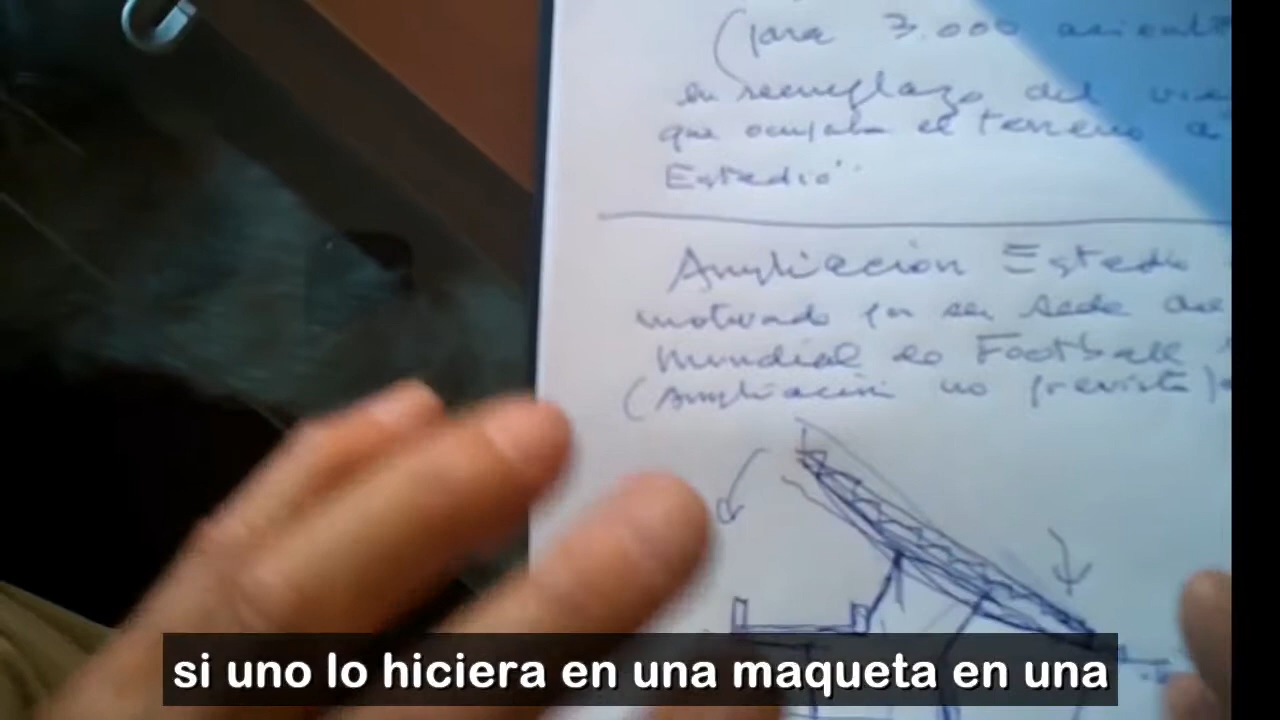 (para 3.000
en reemplazo del
que ocupaba el terreno
Estadio"
Ampliación Estadio
motivado por ser sede del
Mundial de Football
(Ampliación no prevista)
si uno lo hiciera en una maqueta en una